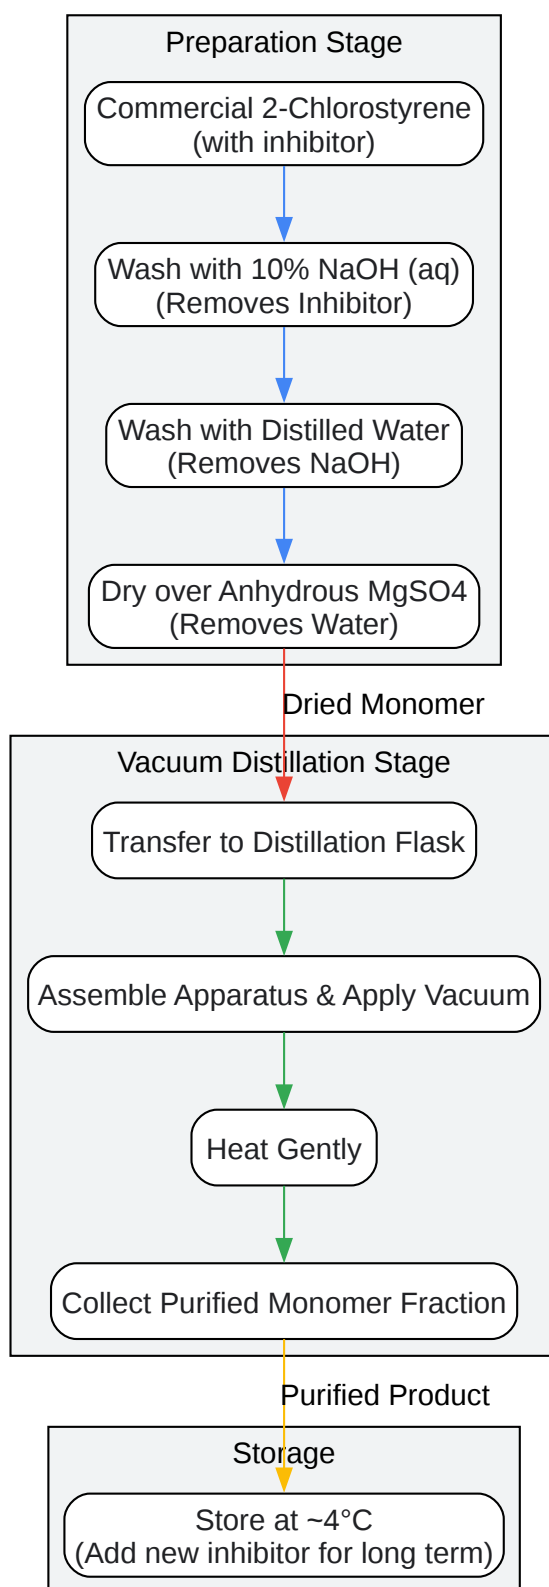 Preparation Stage
Commercial 2-Chlorostyrene
(with inhibitor)
Wash with 10% NaOH (aq)
(Removes Inhibitor)
Wash with Distilled Water
(Removes NaOH)
Dry over Anhydrous MgSO4
(Removes Water)
Dried Monomer
Vacuum Distillation Stage
Transfer to Distillation Flask
Assemble Apparatus & Apply Vacuum
Heat Gently
Collect Purified Monomer Fraction
Purified Product
Storage
Store at ~4°C
(Add new inhibitor for long term)